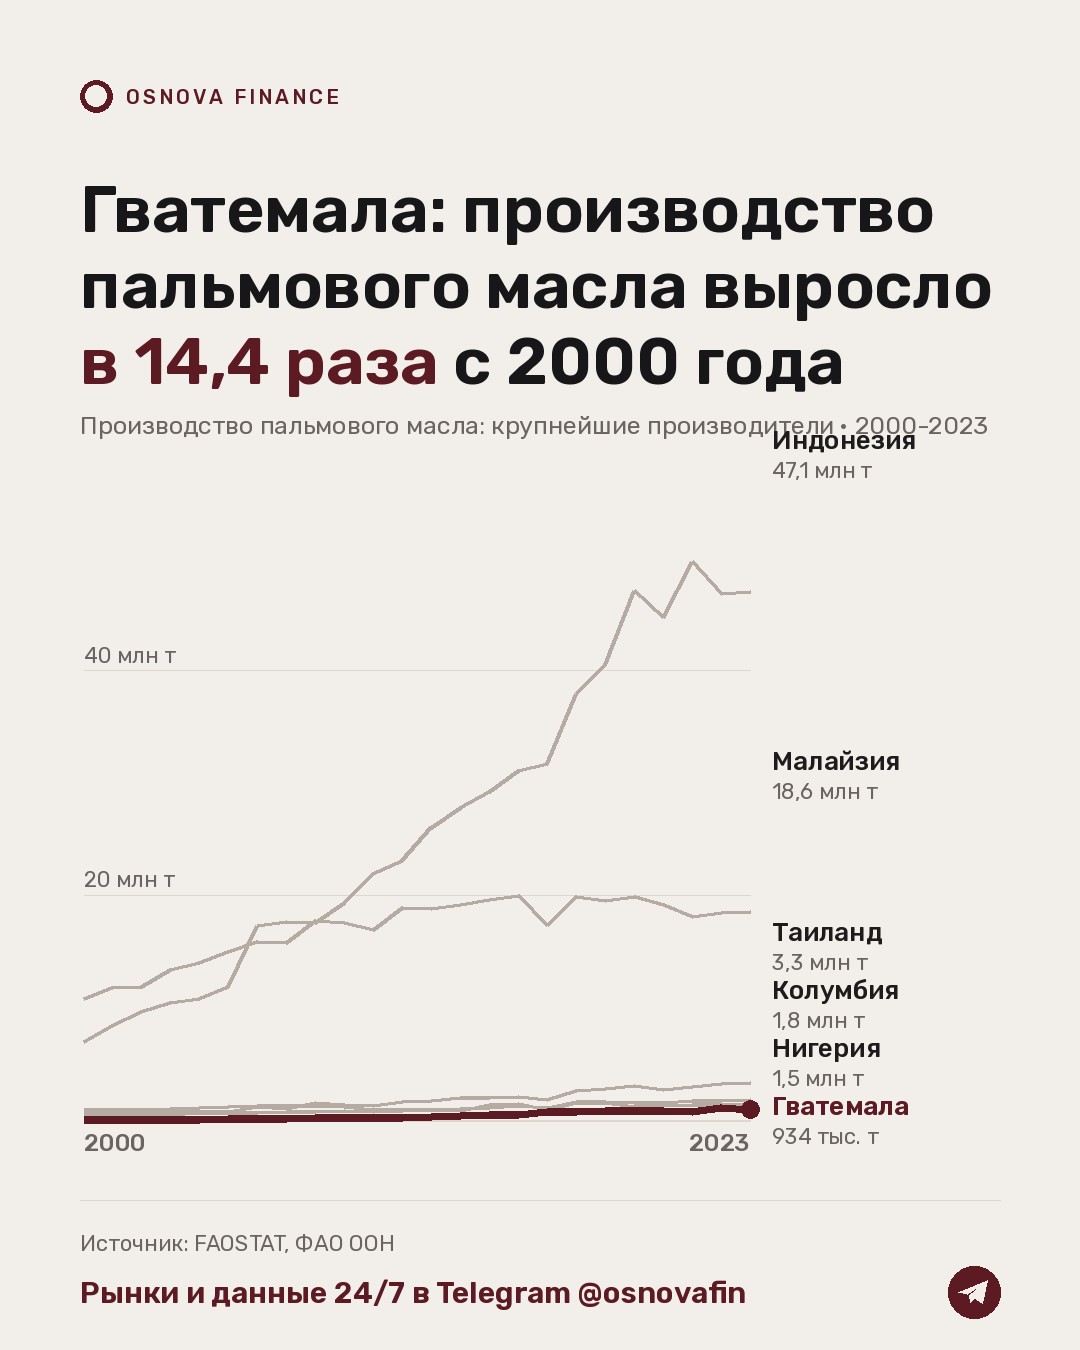 OSNOVA FINANCE
Гватемала: производство
пальмового масла выросло
в 14,4 раза с 2000 года
Производство пальмового масла: крупнейшие производители • 2000–2023
Индонезия
47,1 млн т
40 млн т
Малайзия
18,6 млн т
20 млн т
Таиланд
3,3 млн т
Колумбия
1,8 млн т
Нигерия
1,5 млн т
Гватемала
934 тыс. т
2000
2023
Источник: FAOSTAT, ФАО ООН
Рынки и данные 24/7 в Telegram @osnovafin